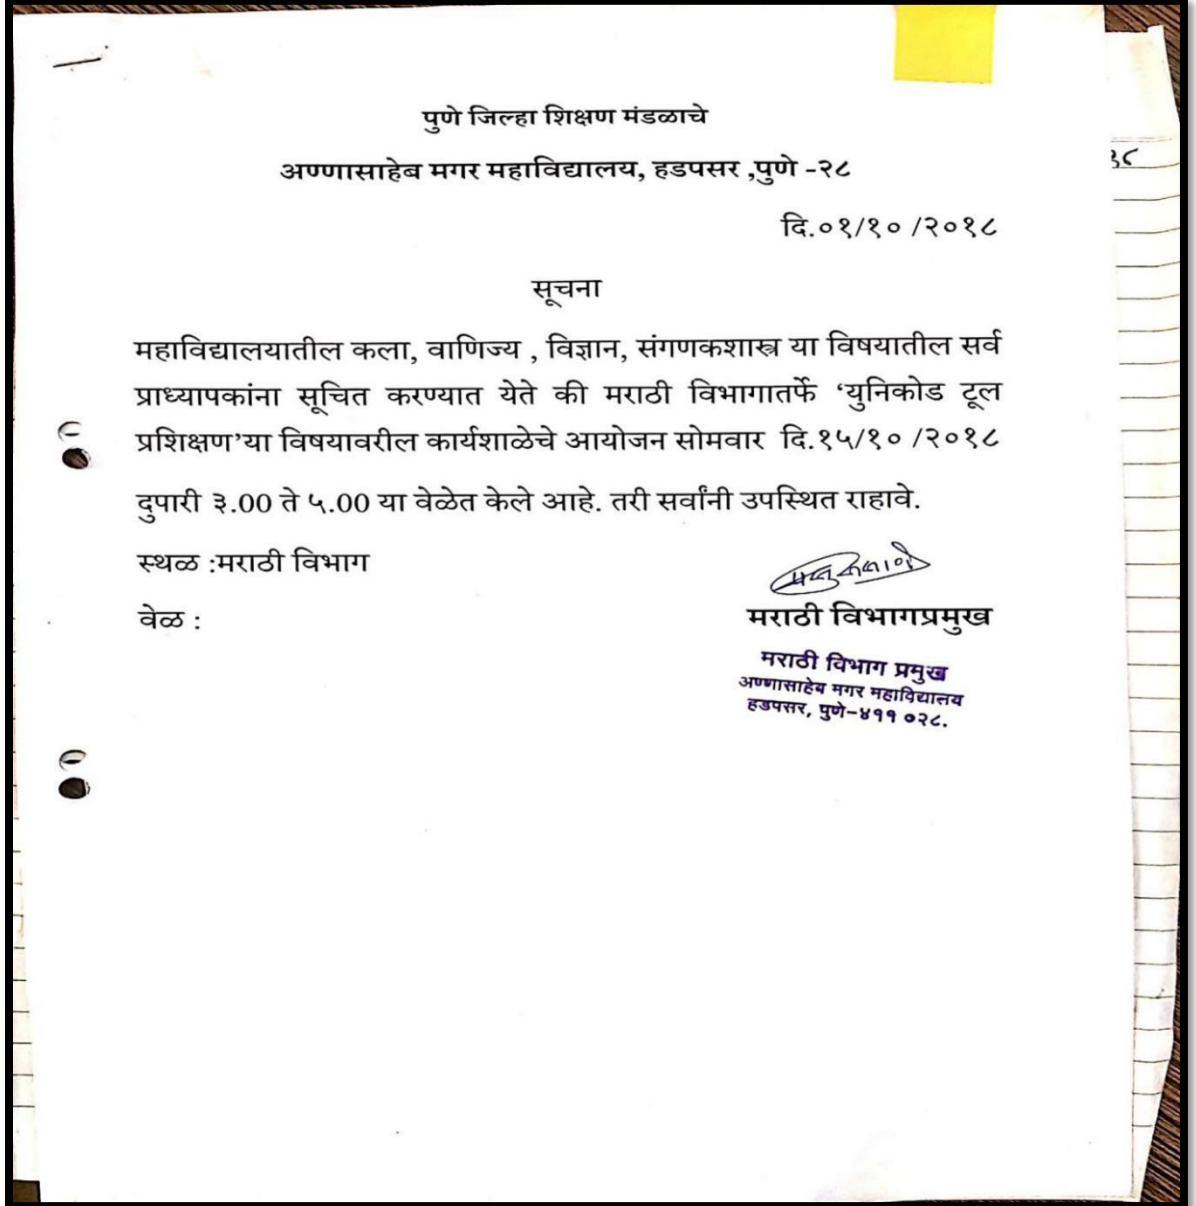 पुणे जिल्हा शिक्षण मंडळाचे
अण्णासाहेब मगर महाविद्यालय, हडपसर ,पुणे -२८
३८
दि.०१/१० /२०१८
सूचना
महाविद्यालयातील कला, वाणिज्य , विज्ञान, संगणकशास्त्र या विषयातील सर्व
प्राध्यापकांना सूचित करण्यात येते की मराठी विभागातर्फे ‘युनिकोड टूल
प्रशिक्षण’या विषयावरील कार्यशाळेचे आयोजन सोमवार दि.१५/१० /२०१८
दुपारी ३.00 ते ५.00 या वेळेत केले आहे. तरी सर्वांनी उपस्थित राहावे.
स्थळ :मराठी विभाग
वेळ :
मराठी विभागप्रमुख
मराठी विभाग प्रमुख
अण्णासाहेब मगर महाविद्यालय
हडपसर, पुणे-४११ ०२८.